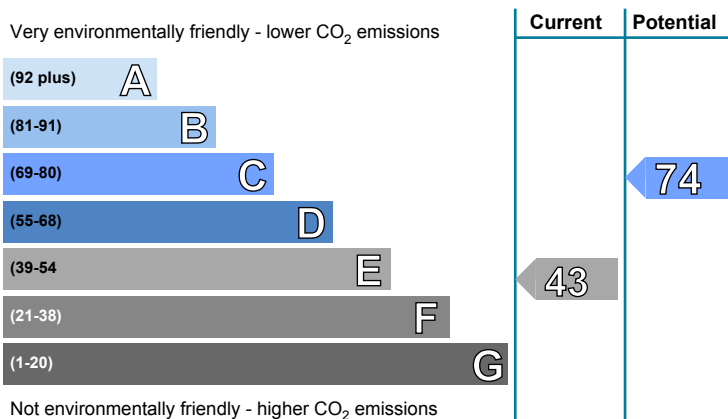 Current Potential
Very environmentally friendly - lower CO2 emissions
(92 plus) A
(81-91) B
(69-80) C 74
(55-68) D
(39-54 E 43
(21-38) F
(1-20) G
Not environmentally friendly - higher CO2 emissions